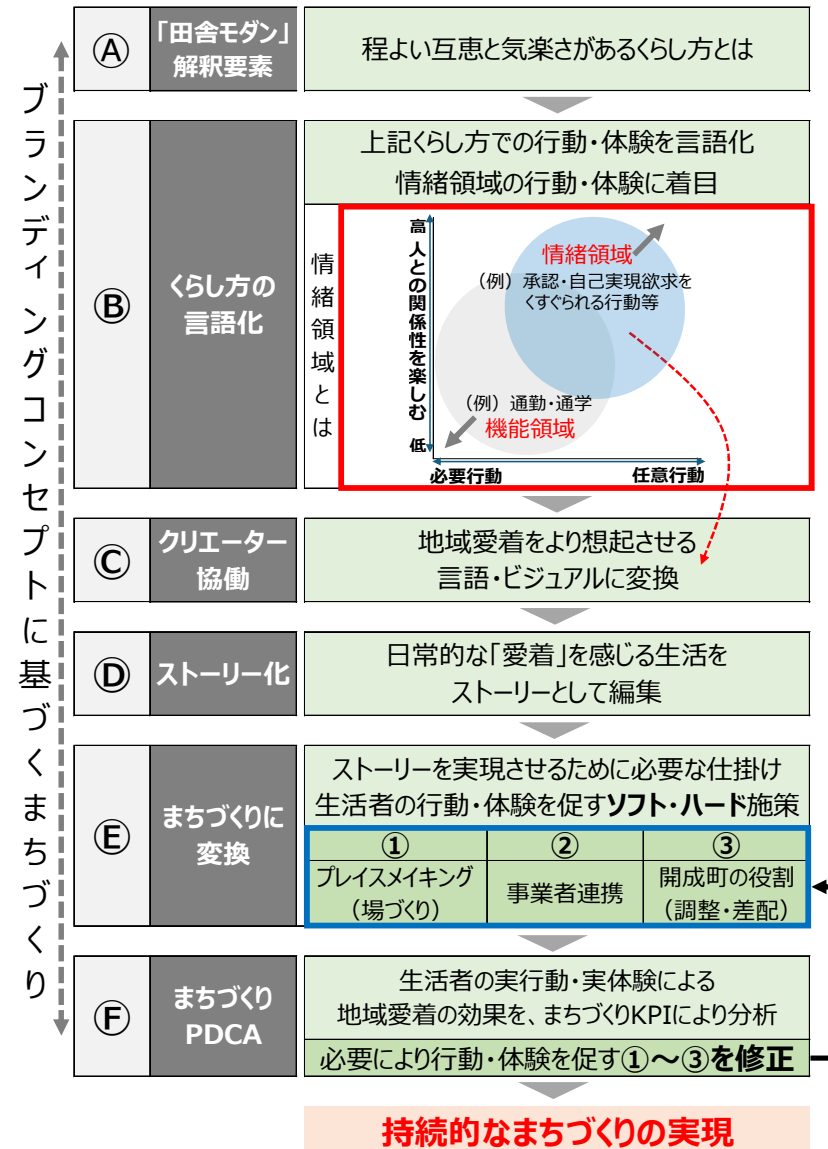 ブランディングコンセプトに基づくまちづくり
Ⓐ
「田舎モダン」
解釈要素
程よい互恵と気楽さがあるくらし方とは
Ⓑ
くらし方の
言語化
上記くらし方での行動・体験を言語化
情緒領域の行動・体験に着目
情緒領域とは
高
人との関係性を楽しむ
低
情緒領域
（例）承認・自己実現欲求を
くすぐられる行動等
（例）通勤・通学
機能領域
必要行動
任意行動
Ⓒ
クリエーター
協働
地域愛着をより想起させる
言語・ビジュアルに変換
Ⓓ
ストーリー化
日常的な「愛着」を感じる生活を
ストーリーとして編集
Ⓔ
まちづくりに
変換
ストーリーを実現させるために必要な仕掛け
生活者の行動・体験を促すソフト・ハード施策
①
プレイスメイキング
（場づくり）
②
事業者連携
③
開成町の役割
（調整・差配）
Ⓕ
まちづくり
PDCA
生活者の実行動・実体験による
地域愛着の効果を、まちづくりKPIにより分析
必要により行動・体験を促す①～③を修正
持続的なまちづくりの実現